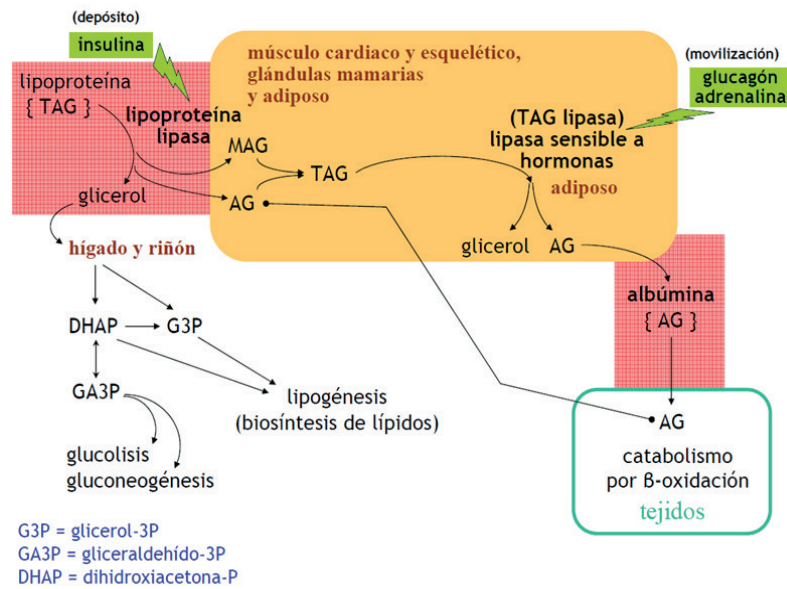 (depósito)
insulina
lipoproteína
{ TAG }
lipoproteína
lipasa
glicerol
músculo cardiaco y esquelético,
glándulas mamarias
y adiposo
MAG
AG
TAG
(TAG lipasa)
lipasa sensible a
hormonas
adiposo
glicerol
AG
(movilización)
glucagón
adrenalina
hígado y riñón
DHAP
G3P
GA3P
glucolisis
gluconeogénesis
lipogénesis
(biosíntesis de lípidos)
albúmina
{ AG }
AG
catabolismo
por ß-oxidación
tejidos
G3P = glicerol-3P
GA3P = gliceraldehído-3P
DHAP = dihidroxiacetona-P